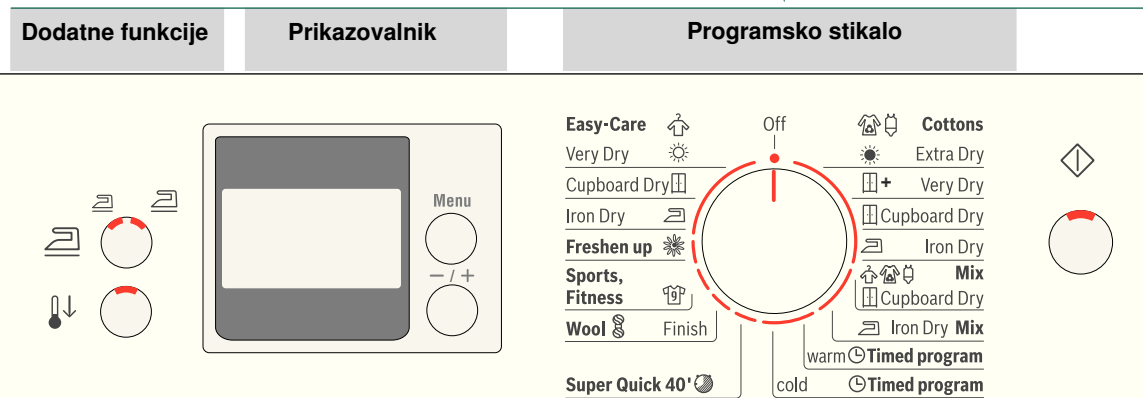 Dodatne funkcije
Prikazovalnik
Programsko stikalo
Menu
– / +
Off
Easy-Care
Very Dry
Cupboard Dry
Iron Dry
Freshen up
Sports,
Fitness
9
Wool Finish
Super Quick 40'
Cottons
Extra Dry
+ Very Dry
Cupboard Dry
Iron Dry
Mix
Cupboard Dry
Iron Dry Mix
warm Timed program
cold Timed program